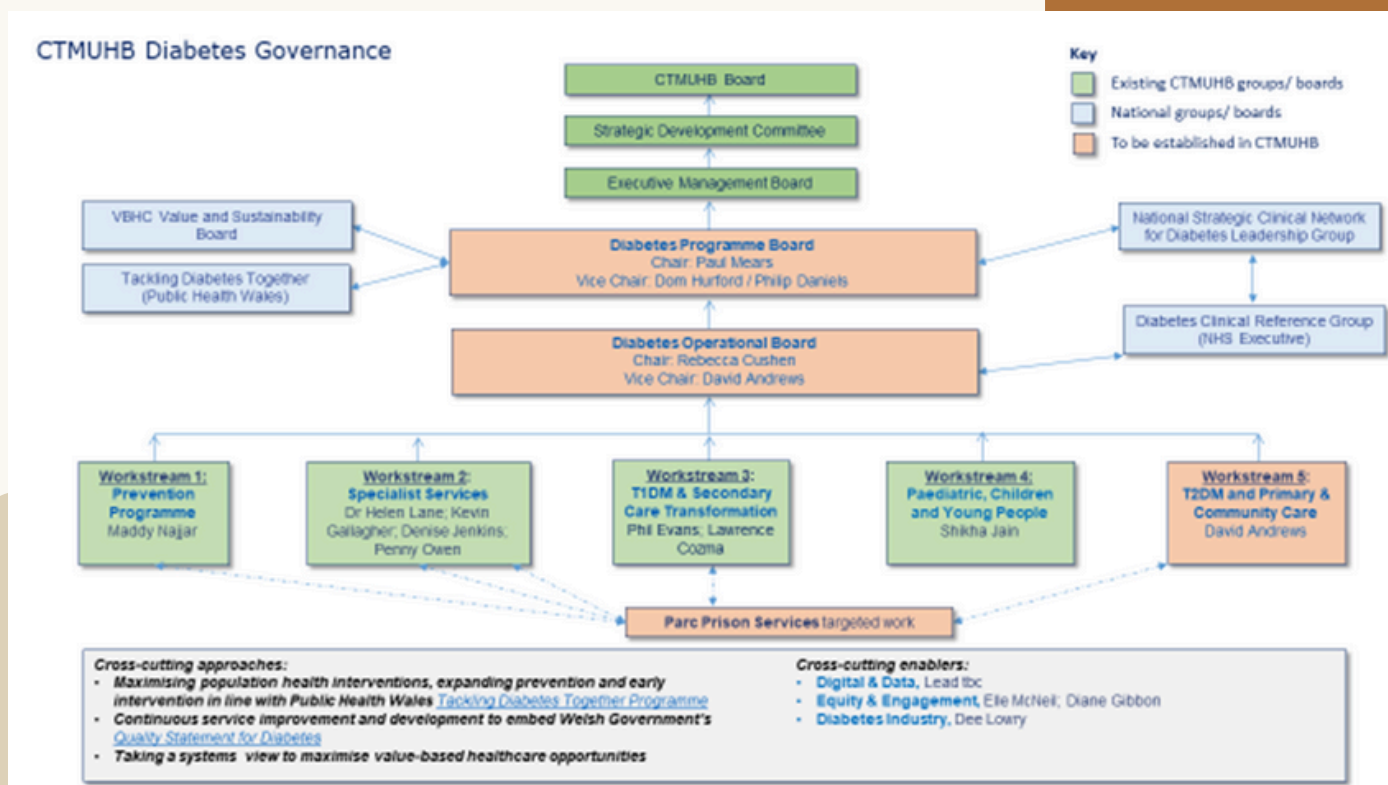 CTMUHB Diabetes Governance
Key
Existing CTMUHB groups/ boards
National groups/ boards
To be established in CTMUHB
CTMUHB Board
Strategic Development Committee
Executive Management Board
VBHC Value and Sustainability
Board
Tackling Diabetes Together
(Public Health Wales)
Diabetes Programme Board
Chair: Paul Mears
Vice Chair: Dom Hurford / Philip Daniels
National Strategic Clinical Network
for Diabetes Leadership Group
Diabetes Operational Board
Chair: Rebecca Cushen
Vice Chair: David Andrews
Diabetes Clinical Reference Group
(NHS Executive)
Workstream 1:
Prevention
Programme
Maddy Najjar
Workstream 2:
Specialist Services
Dr Helen Lane; Kevin
Gallagher; Denise Jenkins;
Penny Owen
Workstream 3:
T1DM & Secondary
Care Transformation
Phil Evans; Lawrence
Cozma
Workstream 4:
Paediatric, Children
and Young People
Shikha Jain
Workstream 5:
T2DM and Primary &
Community Care
David Andrews
Parc Prison Services targeted work
Cross-cutting approaches:
• Maximising population health interventions, expanding prevention and early
intervention in line with Public Health Wales Tackling Diabetes Together Programme
• Continuous service improvement and development to embed Welsh Government's
Quality Statement for Diabetes
• Taking a systems view to maximise value-based healthcare opportunities
Cross-cutting enablers:
• Digital & Data, Lead tbc
• Equity & Engagement, Elle McNeil; Diane Gibbon
• Diabetes Industry, Dee Lowry